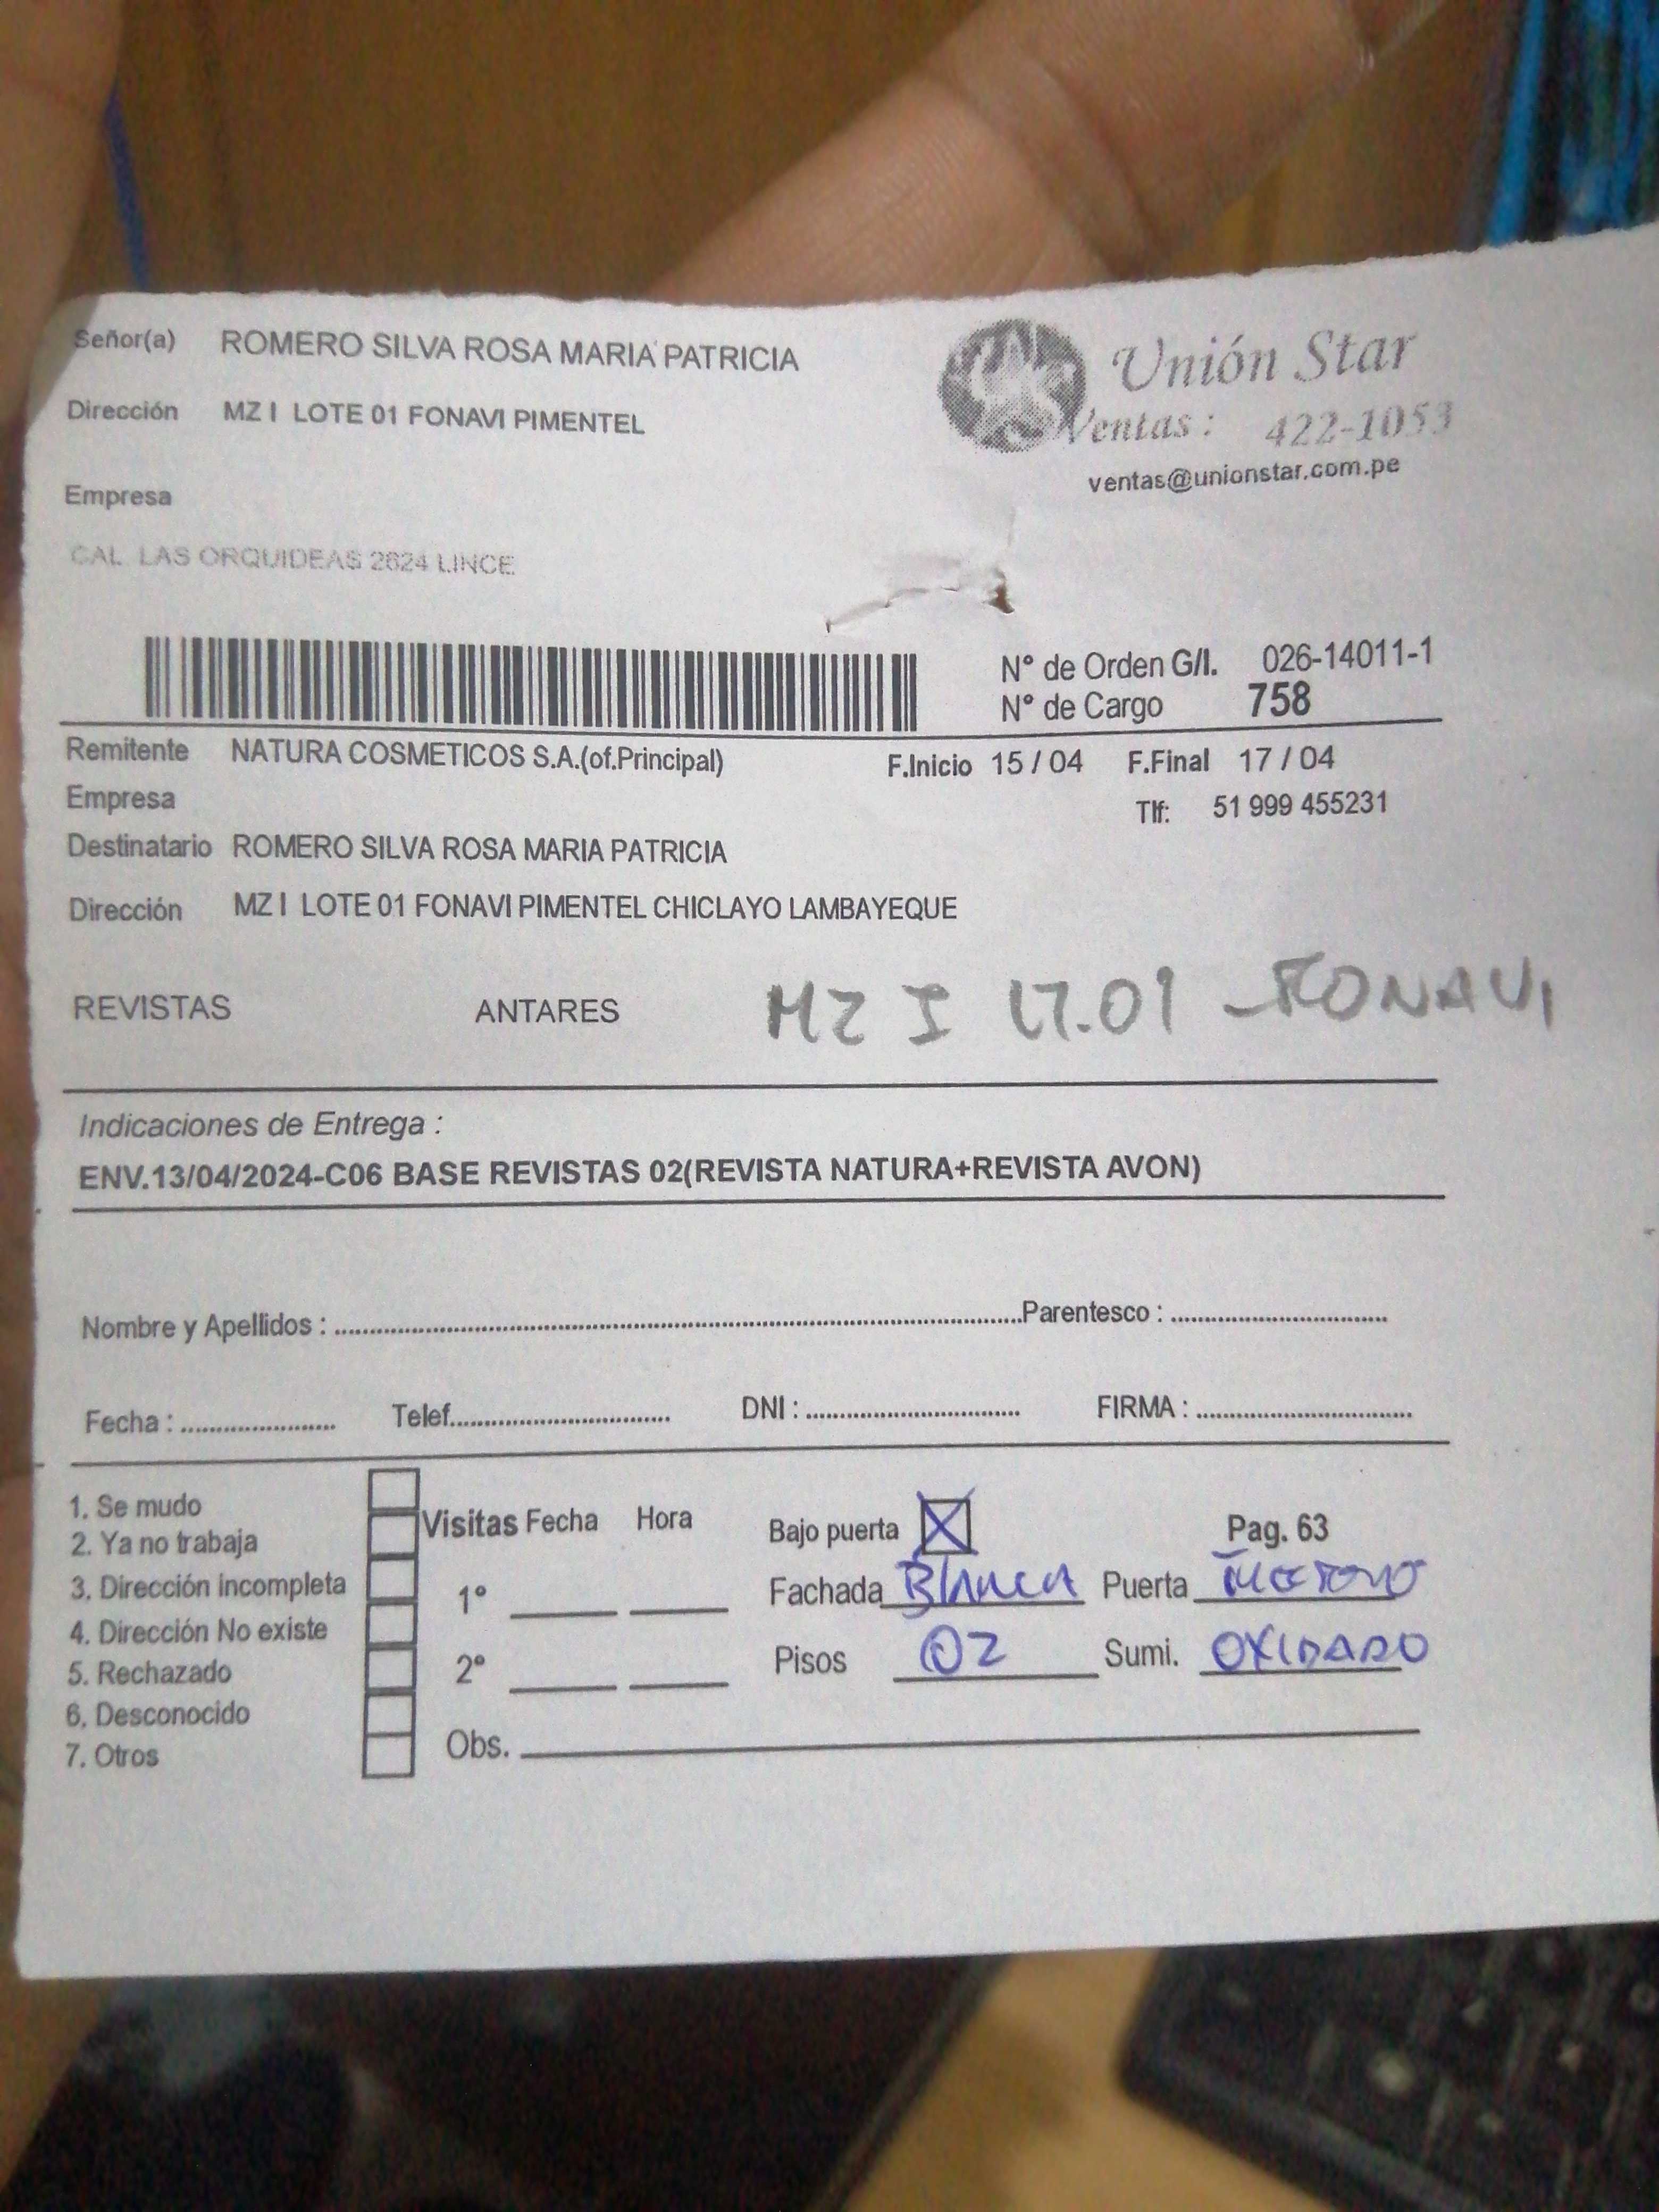 Señor(a) ROMERO SILVA ROSA MARIA PATRICIA
Unión Star
Dirección MZ I LOTE 01 FONAVI PIMENTEL
Ventas: 422-1053
ventas@unionstar.com.pe
Empresa
CAL LAS ORQUIDEAS 2624 LINCE
N° de Orden G/I. 026-14011-1
N° de Cargo 758
Remitente NATURA COSMETICOS S.A.(of.Principal) F.Inicio 15 / 04 F.Final 17 / 04
Empresa Tlf: 51 999 455231
Destinatario ROMERO SILVA ROSA MARIA PATRICIA
Dirección MZ I LOTE 01 FONAVI PIMENTEL CHICLAYO LAMBAYEQUE
REVISTAS ANTARES MZ I LT.01 - FONAVI
Indicaciones de Entrega :
ENV.13/04/2024-C06 BASE REVISTAS 02(REVISTA NATURA+REVISTA AVON)
Nombre y Apellidos : Parentesco :
Fecha : Telef. DNI : FIRMA :
1. Se mudo
2. Ya no trabaja
3. Dirección incompleta
4. Dirección No existe
5. Rechazado
6. Desconocido
7. Otros
Visitas Fecha Hora
1°
2°
Obs.
Bajo puerta X Pag. 63
Fachada Blanca Puerta
Pisos 02 Sumi. OXIDADO